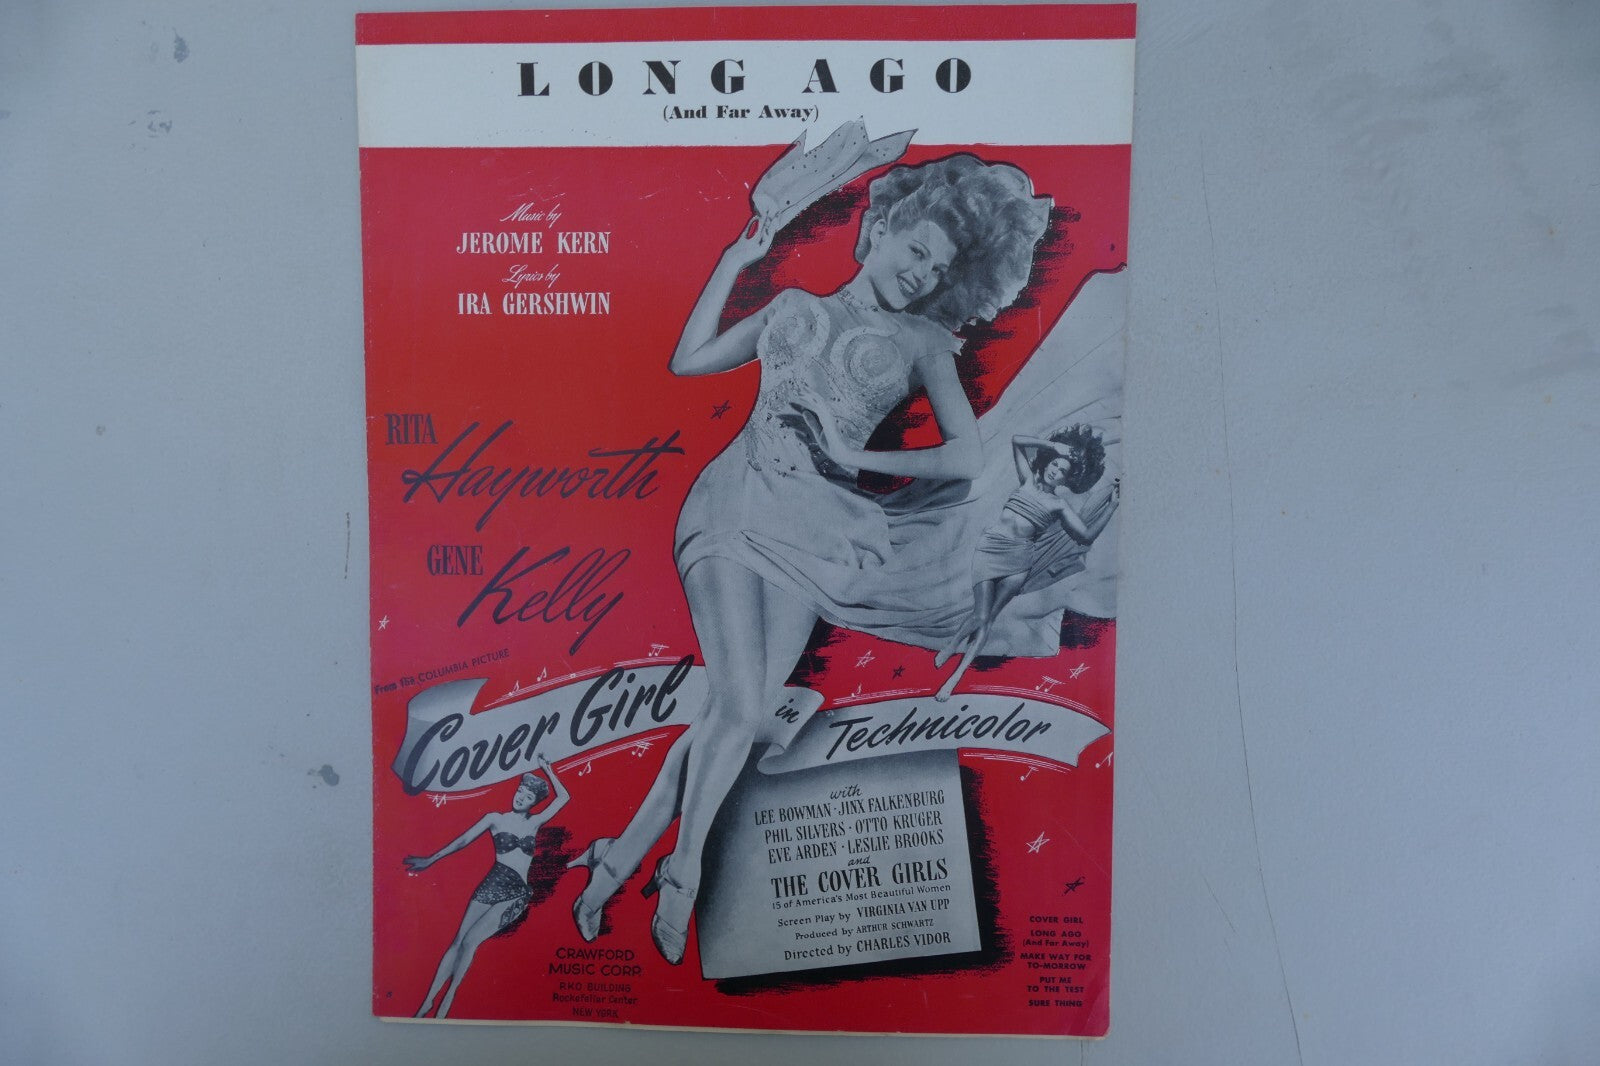 LONG AGO
(And Far Away)
Music by
JEROME KERN
Lyrics by
IRA GERSHWIN
RITA
Hayworth
GENE
Kelly
From the COLUMBIA PICTURE
Cover Girl
in
Technicolor
with
LEE BOWMAN · JINX FALKENBURG
PHIL SILVERS · OTTO KRUGER
EVE ARDEN · LESLIE BROOKS
and
THE COVER GIRLS
15 of America's Most Beautiful Women
Screen Play by VIRGINIA VAN UPP
Produced by ARTHUR SCHWARTZ
Directed by CHARLES VIDOR
CRAWFORD
MUSIC CORP.
RKO BUILDING
Rockefeller Center
NEW YORK
COVER GIRL
LONG AGO
(And Far Away)
MAKE WAY FOR
TO-MORROW
PUT ME
TO THE TEST
SURE THING